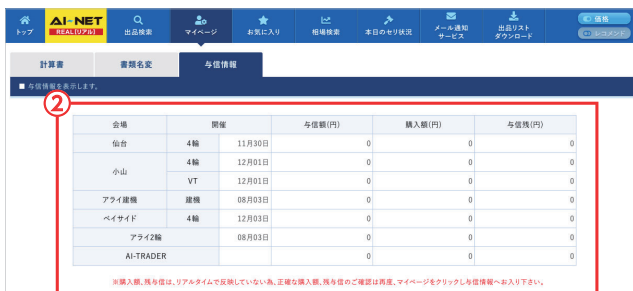 AI-NET
REAL[リアル]
トップ
出品検索
マイページ
お気に入り
相場検索
本日のセリ状況
メール通知
サービス
出品リスト
ダウンロード
価格
レコメンド
計算書
書類名変
与信情報
■ 与信情報を表示します。
②
会場 開催 与信額(円) 購入額(円) 与信残(円)
仙台 4輪 11月30日 0 0 0
小山 4輪 12月01日 0 0 0
VT 12月01日 0 0 0
アライ建機 建機 08月03日 0 0 0
ベイサイド 4輪 12月03日 0 0 0
アライ2輪 08月03日 0 0 0
AI-TRADER 0 0 0
※購入額、残与信は、リアルタイムで反映していない為、正確な購入額、残与信のご確認は再度、マイページをクリックし与信情報へお入り下さい。